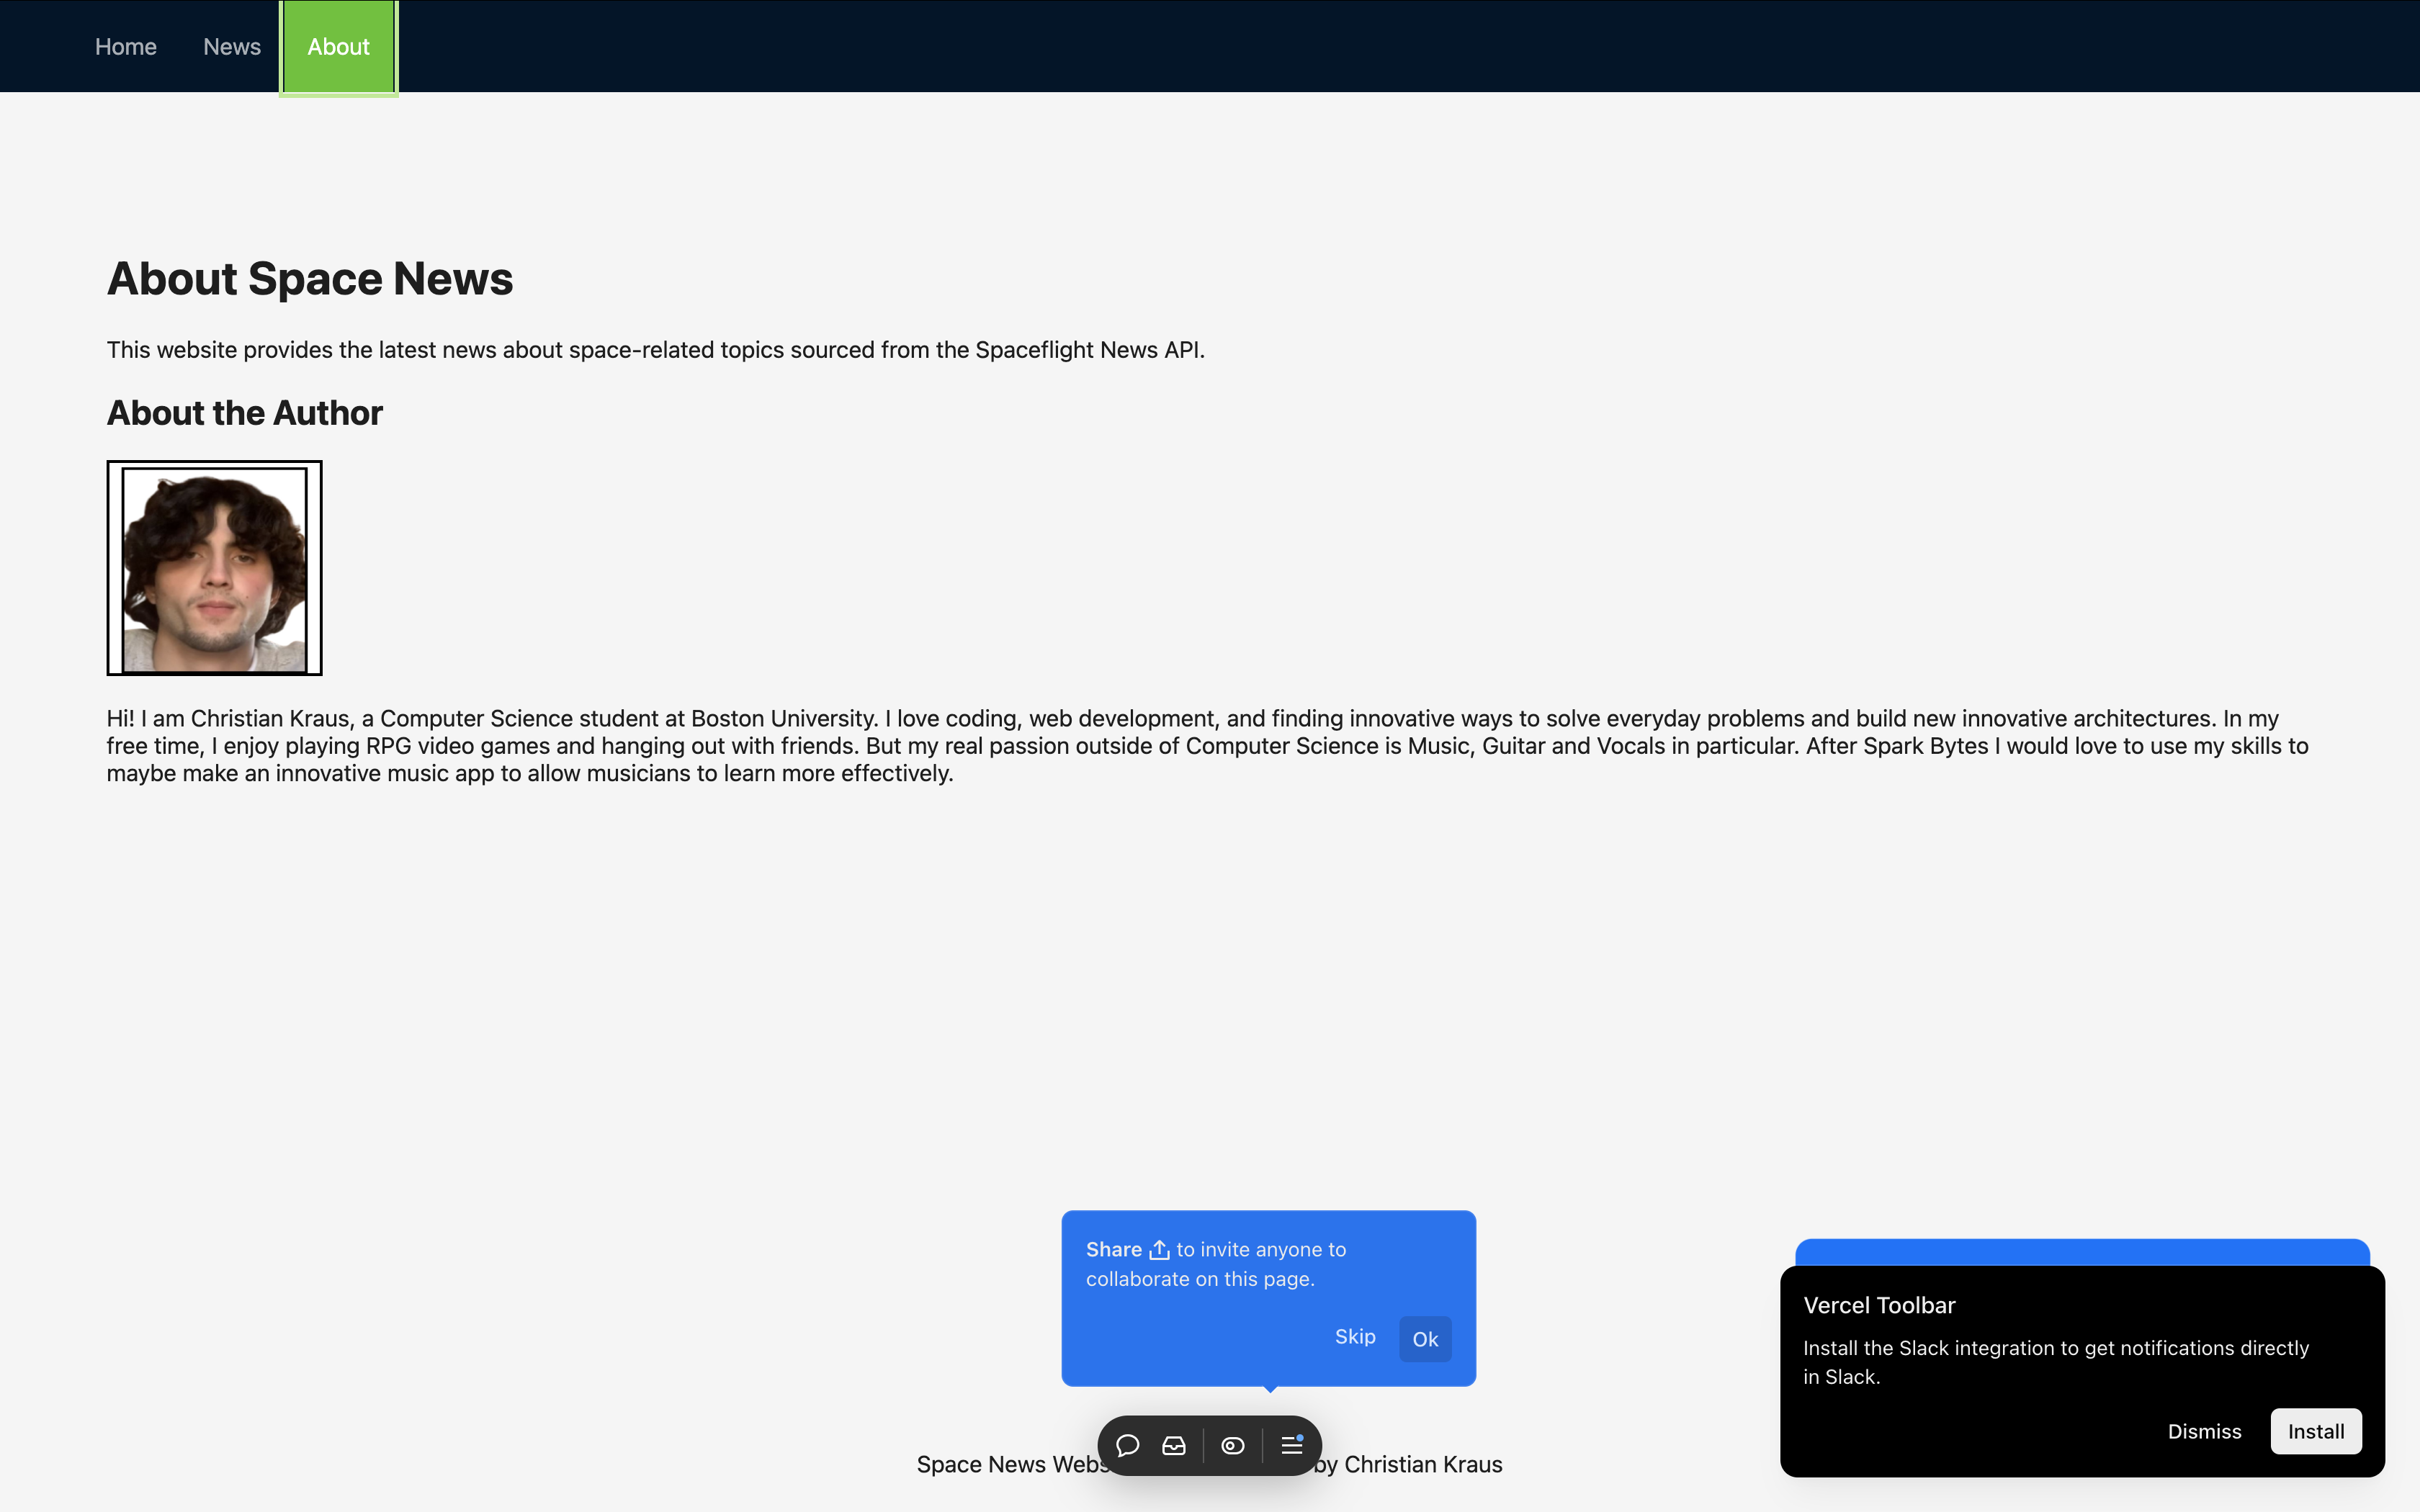 Home News About
About Space News
This website provides the latest news about space-related topics sourced from the Spaceflight News API.
About the Author
Hi! I am Christian Kraus, a Computer Science student at Boston University. I love coding, web development, and finding innovative ways to solve everyday problems and build new innovative architectures. In my
free time, I enjoy playing RPG video games and hanging out with friends. But my real passion outside of Computer Science is Music, Guitar and Vocals in particular. After Spark Bytes I would love to use my skills to
maybe make an innovative music app to allow musicians to learn more effectively.
Share to invite anyone to
collaborate on this page.
Skip Ok
Vercel Toolbar
Install the Slack integration to get notifications directly
in Slack.
Dismiss Install
Space News by Christian Kraus